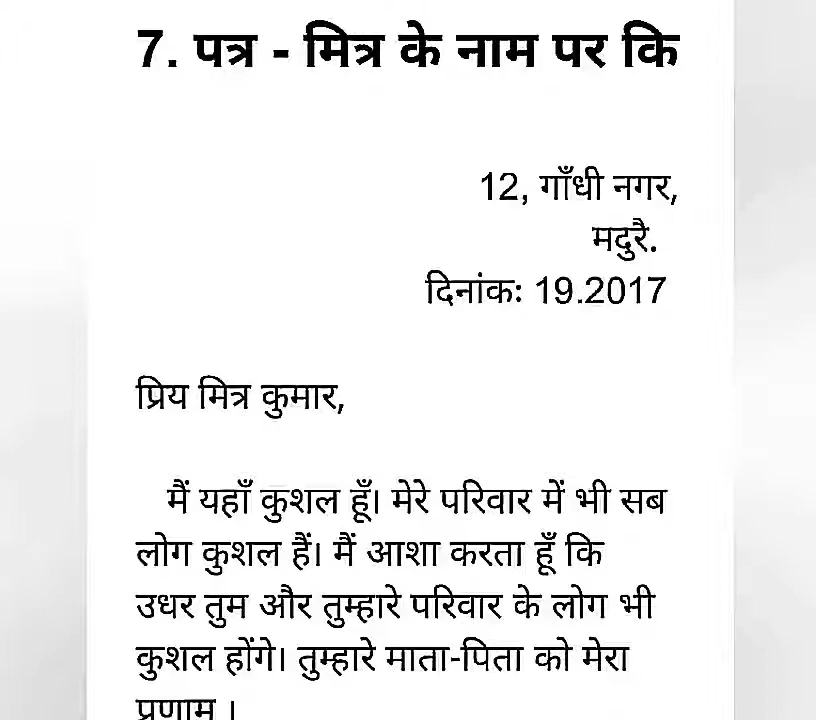 7. पत्र - मित्र के नाम पर कि
12, गाँधी नगर,
मदुरै.
दिनांकः 19.2017
प्रिय मित्र कुमार,
मैं यहाँ कुशल हूँ। मेरे परिवार में भी सब
लोग कुशल हैं। मैं आशा करता हूँ कि
उधर तुम और तुम्हारे परिवार के लोग भी
कुशल होंगे। तुम्हारे माता-पिता को मेरा
प्रणाम ।